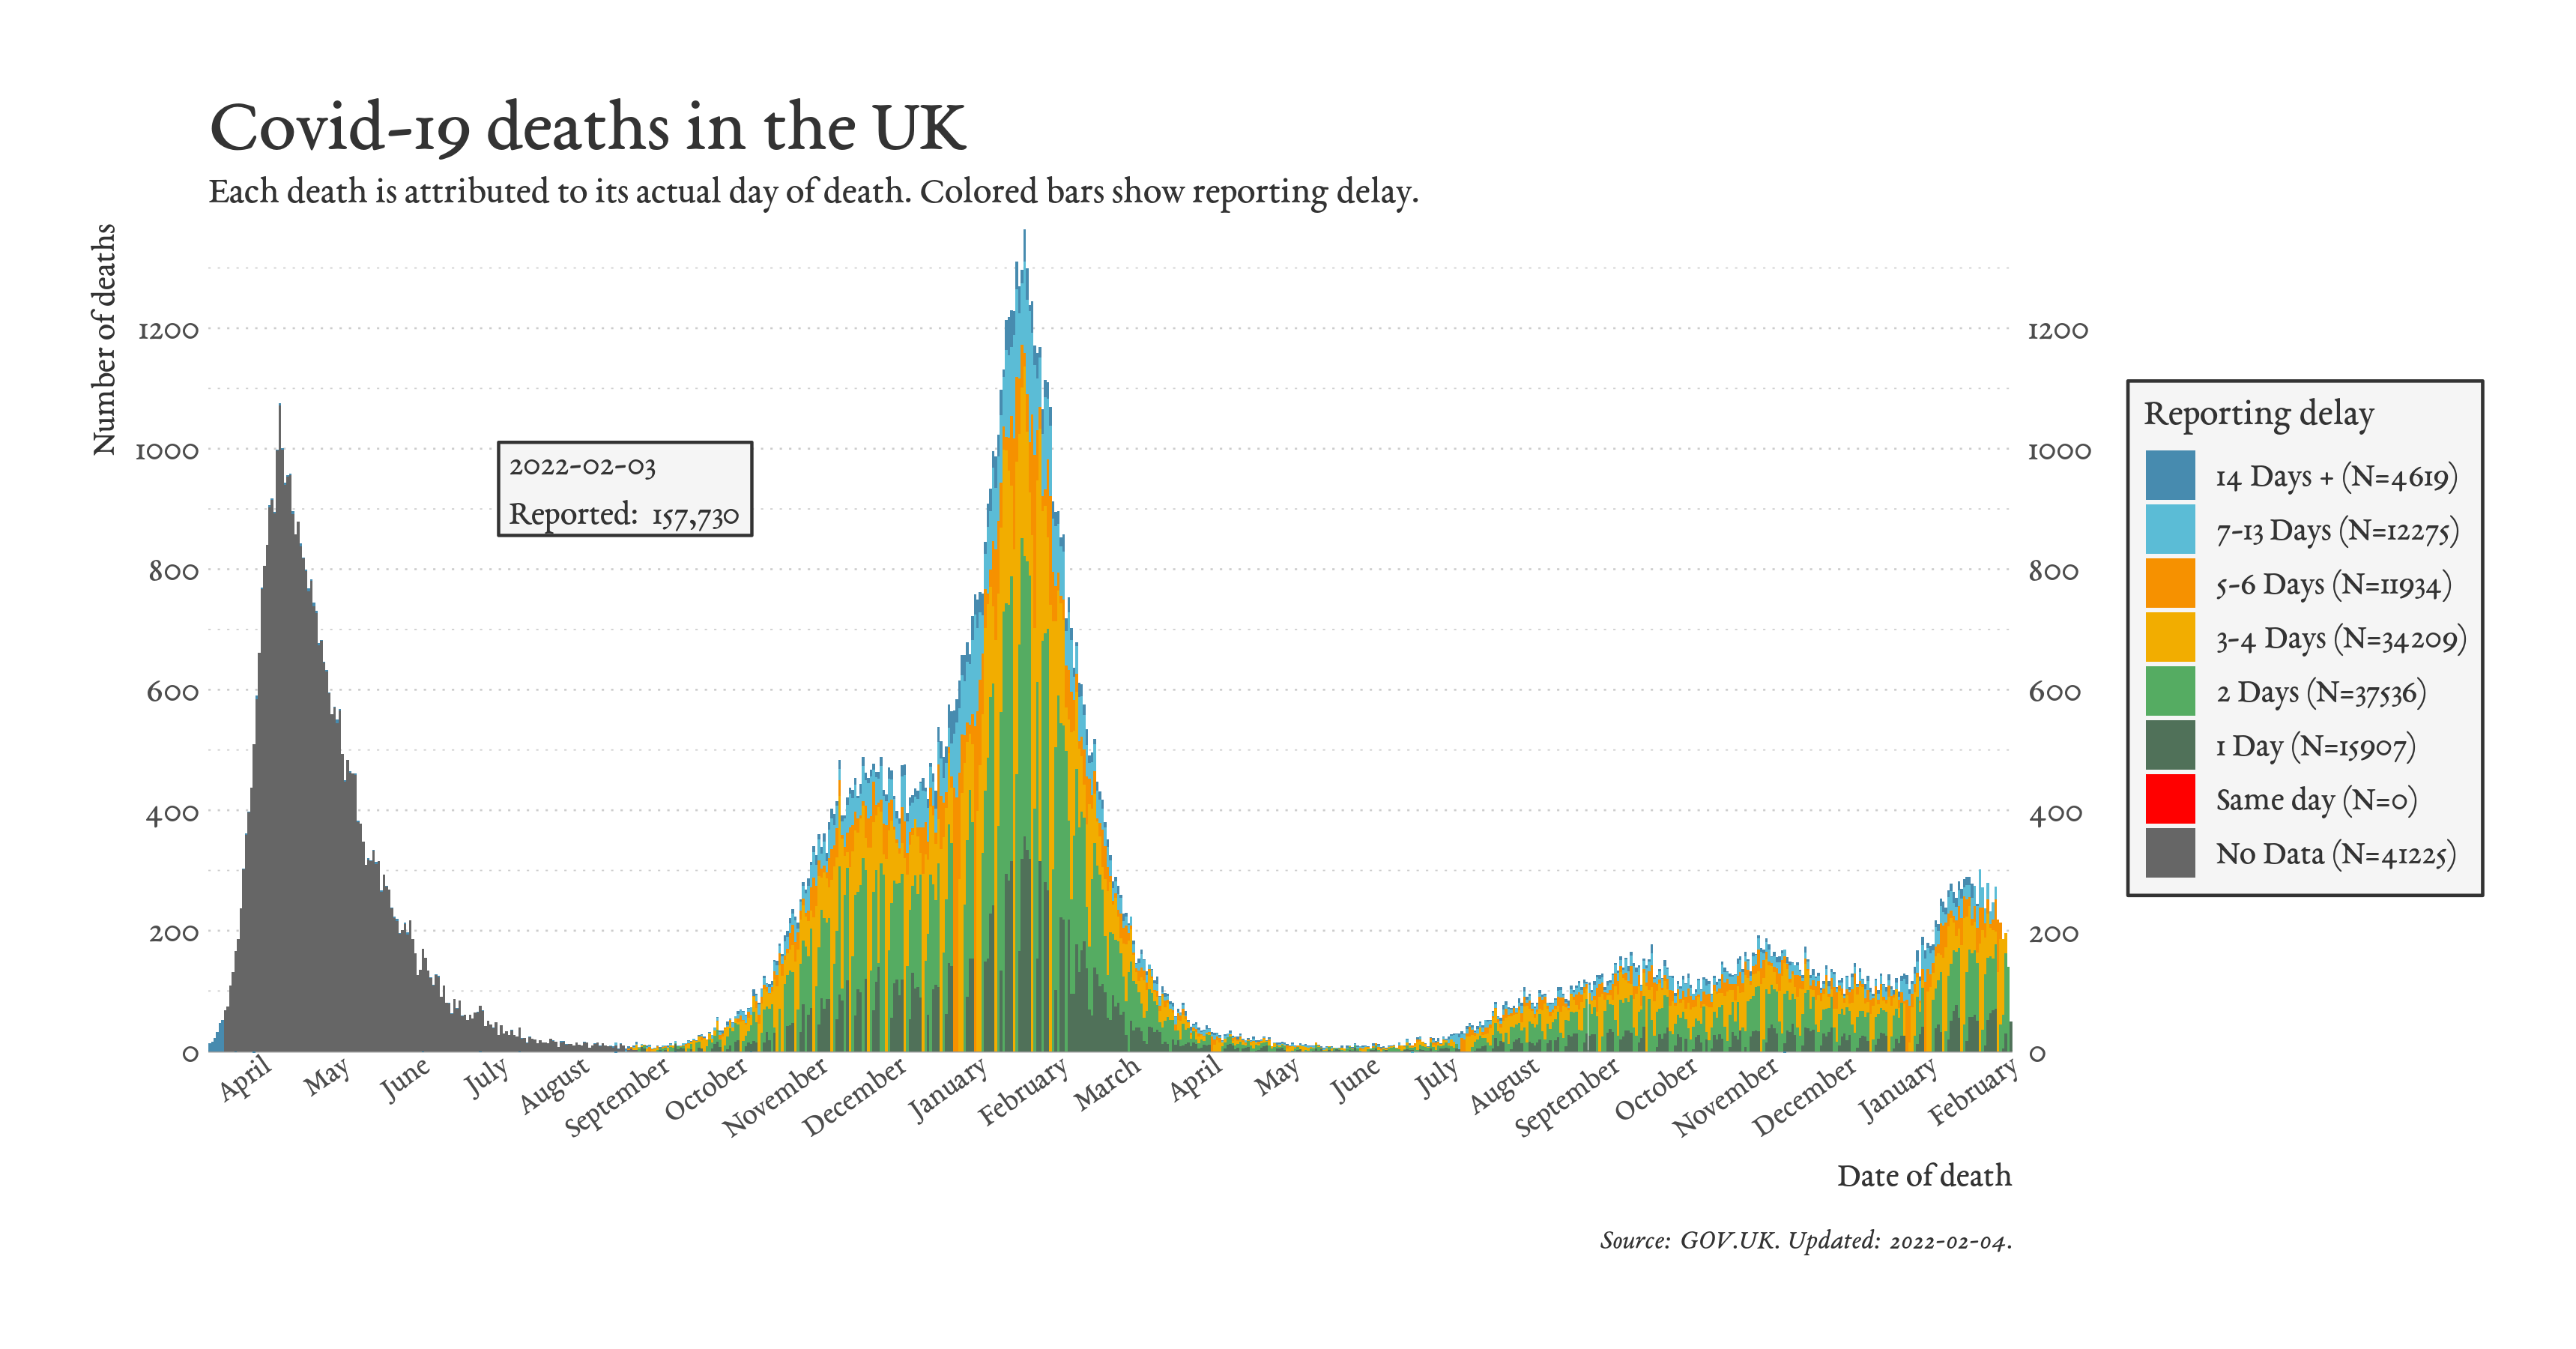 Covid-19 deaths in the UK
Each death is attributed to its actual day of death. Colored bars show reporting delay.
Number of deaths
1200
1000
800
600
400
200
0
2022-02-03
Reported: 157,730
1200
1000
800
600
400
200
0
April
May
June
July
August
September
October
November
December
January
February
March
April
May
June
July
August
September
October
November
December
January
February
Date of death
Reporting delay
14 Days + (N=4619)
7-13 Days (N=12275)
5-6 Days (N=11934)
3-4 Days (N=34209)
2 Days (N=37536)
1 Day (N=15907)
Same day (N=0)
No Data (N=41225)
Source: GOV.UK. Updated: 2022-02-04.